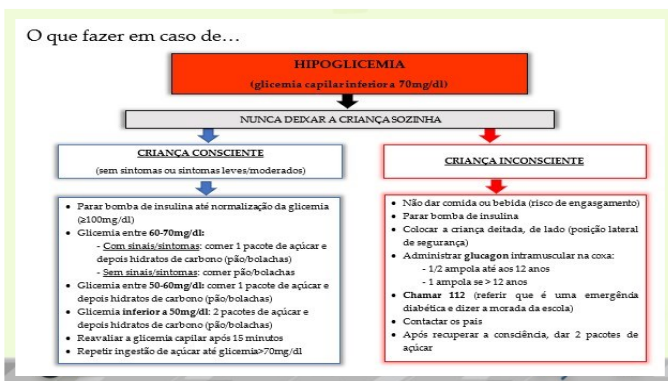 O que fazer em caso de…
HIPOGLICEMIA
(glicemia capilar inferior a 70mg/dl)
NUNCA DEIXAR A CRIANÇA SOZINHA
CRIANÇA CONSCIENTE
(sem sintomas ou sintomas leves/moderados)
• Parar bomba de insulina até normalização da glicemia
(≥100mg/dl)
• Glicemia entre 60-70mg/dl:
- Com sinais/sintomas: comer 1 pacote de açúcar e
depois hidratos de carbono (pão/bolachas)
- Sem sinais/sintomas: comer pão/bolachas
• Glicemia entre 50-60mg/dl: comer 1 pacote de açúcar e
depois hidratos de carbono (pão/bolachas)
• Glicemia inferior a 50mg/dl: 2 pacotes de açúcar e
depois hidratos de carbono (pão/bolachas)
• Reavaliar a glicemia capilar após 15 minutos
• Repetir ingestão de açúcar até glicemia>70mg/dl
CRIANÇA INCONSCIENTE
• Não dar comida ou bebida (risco de engasgamento)
• Parar bomba de insulina
• Colocar a criança deitada, de lado (posição lateral
de segurança)
• Administrar glucagon intramuscular na coxa:
- 1/2 ampola até aos 12 anos
- 1 ampola se > 12 anos
• Chamar 112 (referir que é uma emergência
diabética e dizer a morada da escola)
• Contactar os pais
• Após recuperar a consciência, dar 2 pacotes de
açúcar